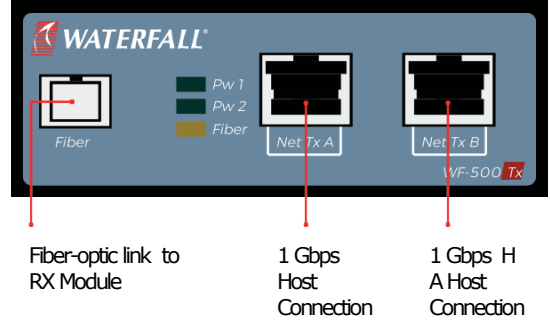 WATERFALL®
Pw 1
Pw 2
Fiber
Fiber
Net Tx A
Net Tx B
WF-500 Tx
Fiber-optic link to
RX Module
1 Gbps
Host
Connection
1 Gbps H
A Host
Connection